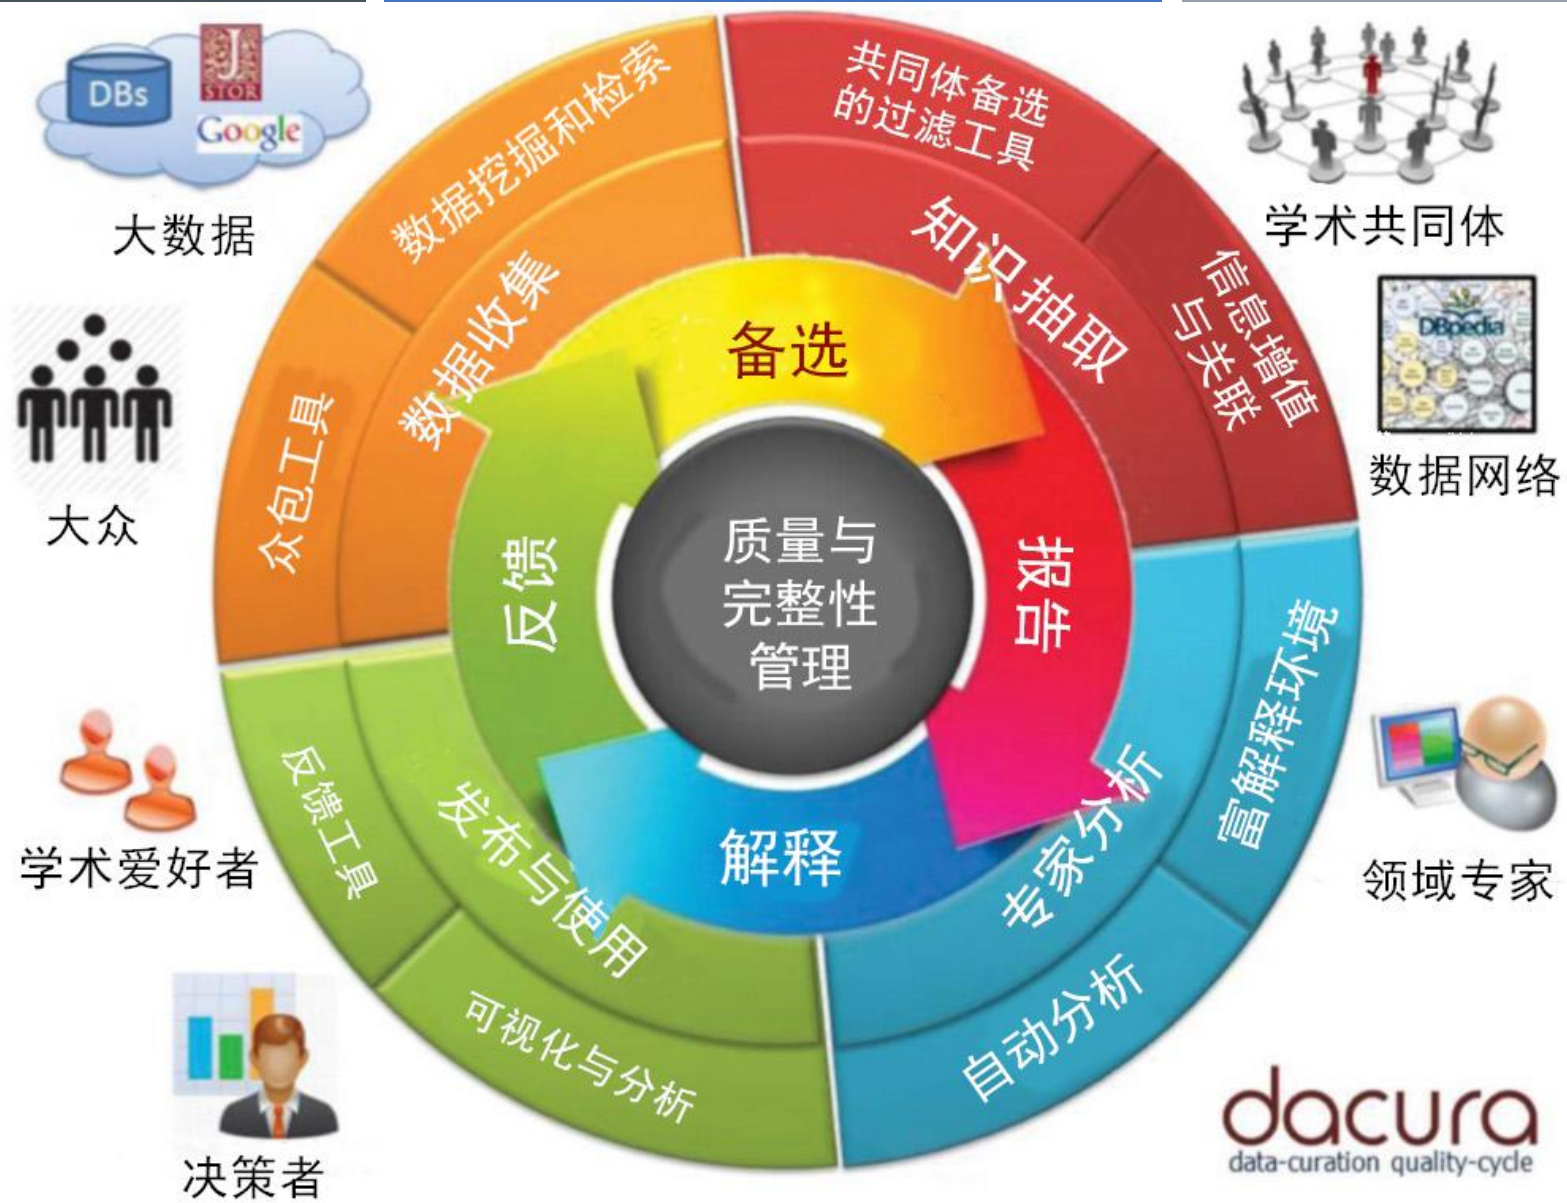 DBs
J
STOR
Google
大数据
大众
学术爱好者
决策者
数据挖掘和检索
众包工具
数据收集
共同体备选
的过滤工具
信息增值
与关联
知识抽取
学术共同体
DBpedia
数据网络
富解释环境
自动分析
专家分析
领域专家
反馈工具
可视化与分析
发布与使用
备选
报告
解释
反馈
质量与
完整性
管理
dacura
data-curation quality-cycle